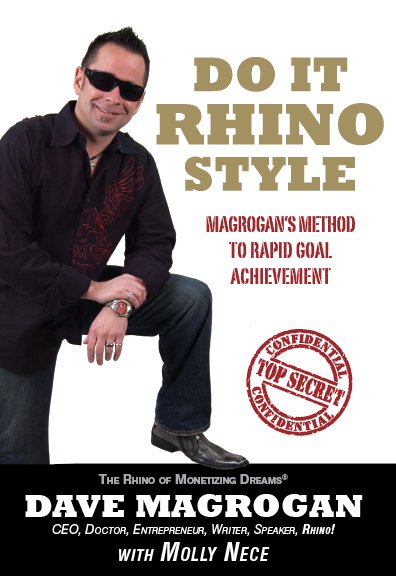 DO IT
RHINO
STYLE
MAGROGAN'S METHOD
TO RAPID GOAL
ACHIEVEMENT
CONFIDENTIAL
TOP SECRET
CONFIDENTIAL
THE RHINO OF MONETIZING DREAMS®
DAVE MAGROGAN
CEO, DOCTOR, ENTREPRENEUR, WRITER, SPEAKER, RHINO!
WITH MOLLY NECE